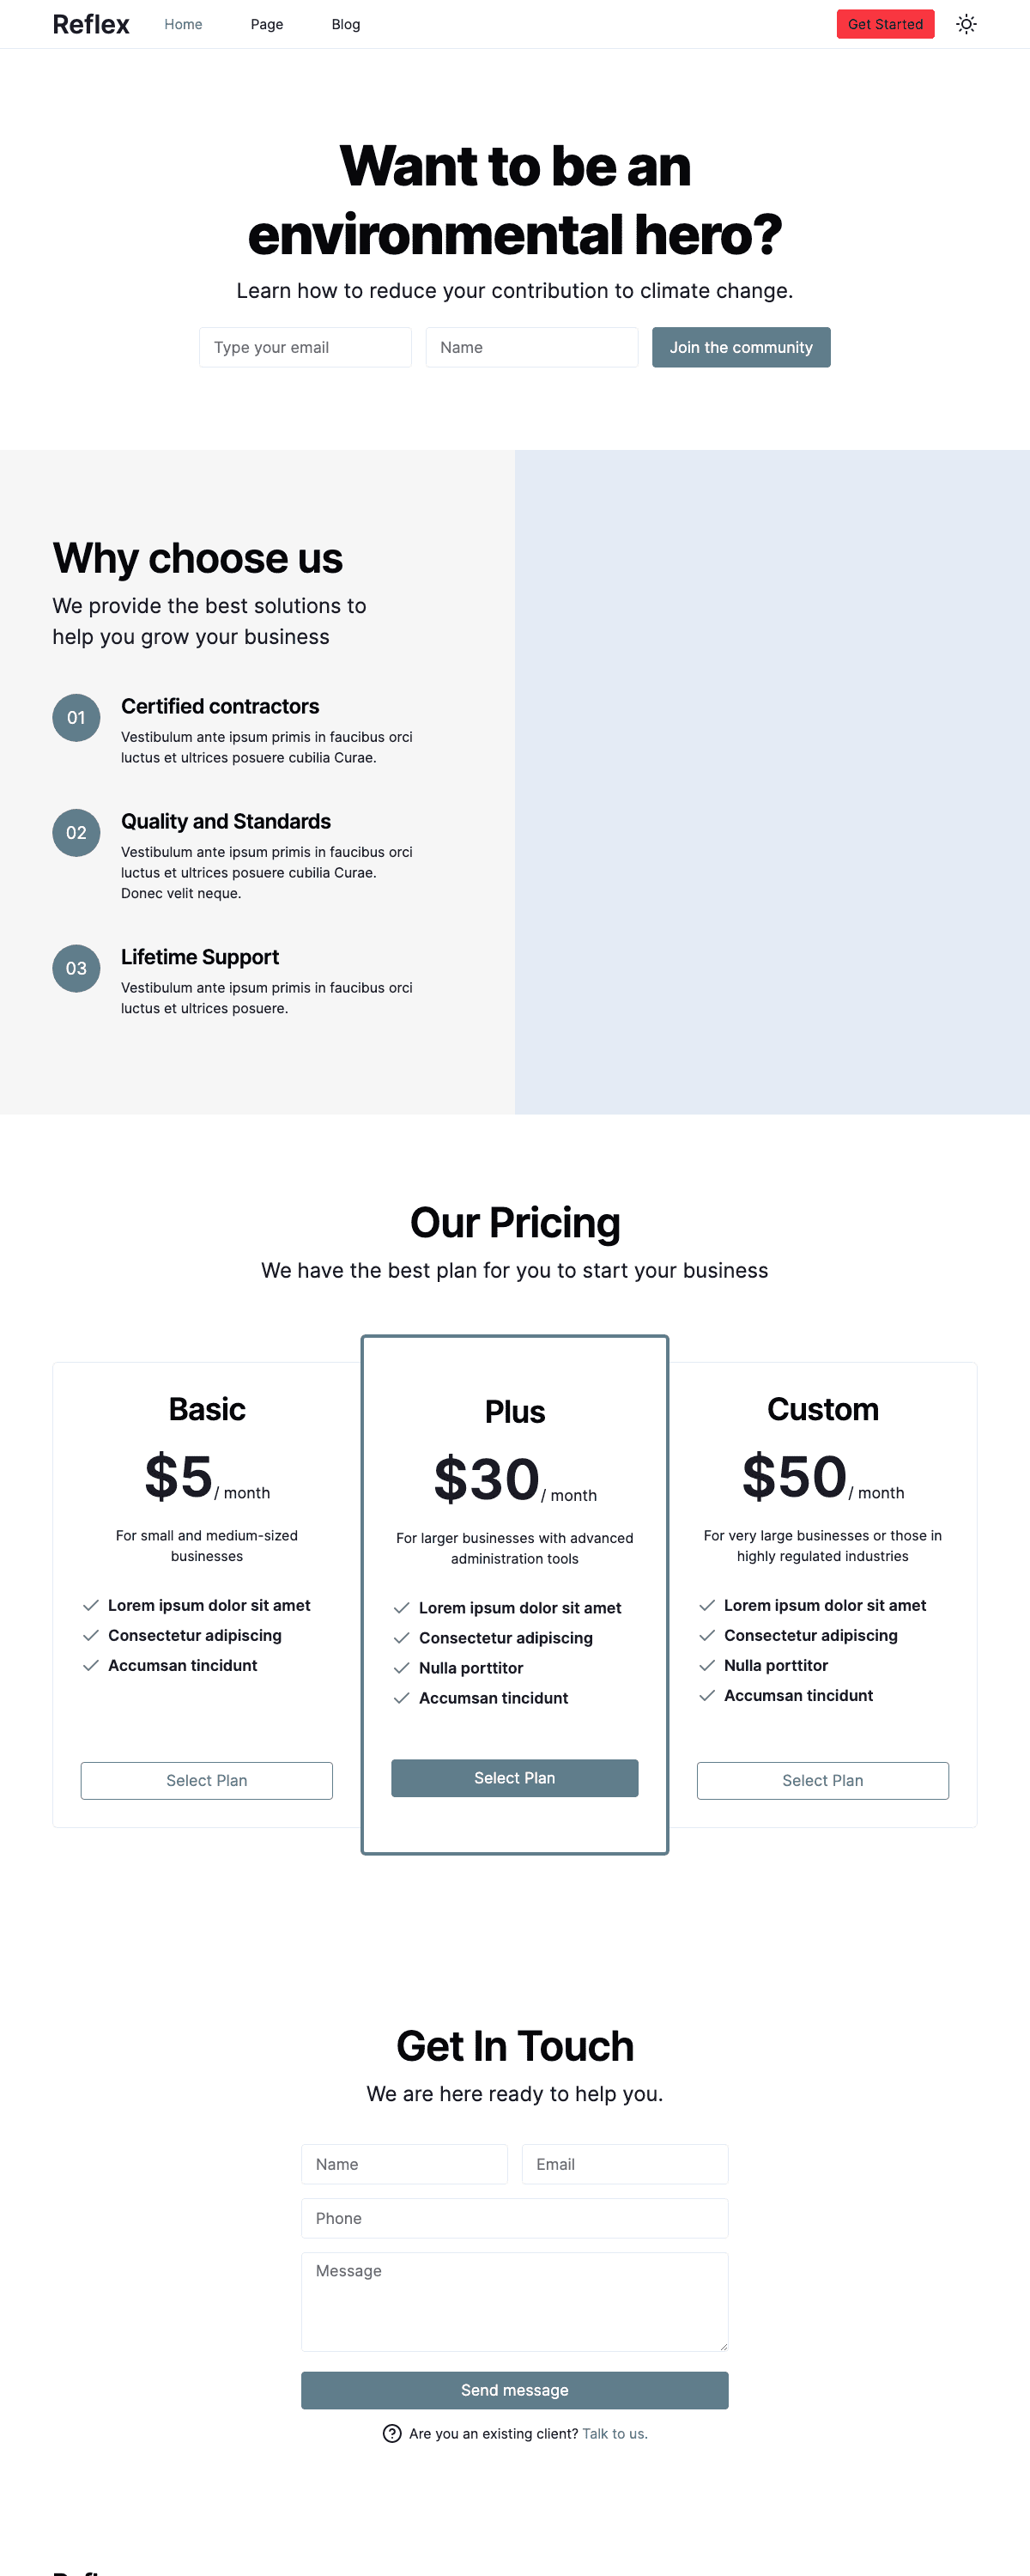 Reflex
Home
Page
Blog
Get Started
Want to be an
environmental hero?
Learn how to reduce your contribution to climate change.
Type your email
Name
Join the community
Why choose us
We provide the best solutions to
help you grow your business
01
Certified contractors
Vestibulum ante ipsum primis in faucibus orci
luctus et ultrices posuere cubilia Curae.
02
Quality and Standards
Vestibulum ante ipsum primis in faucibus orci
luctus et ultrices posuere cubilia Curae.
Donec velit neque.
03
Lifetime Support
Vestibulum ante ipsum primis in faucibus orci
luctus et ultrices posuere.
Our Pricing
We have the best plan for you to start your business
Basic
$5/ month
For small and medium-sized
businesses
Lorem ipsum dolor sit amet
Consectetur adipiscing
Accumsan tincidunt
Select Plan
Plus
$30/ month
For larger businesses with advanced
administration tools
Lorem ipsum dolor sit amet
Consectetur adipiscing
Nulla porttitor
Accumsan tincidunt
Select Plan
Custom
$50/ month
For very large businesses or those in
highly regulated industries
Lorem ipsum dolor sit amet
Consectetur adipiscing
Nulla porttitor
Accumsan tincidunt
Select Plan
Get In Touch
We are here ready to help you.
Name
Email
Phone
Message
Send message
Are you an existing client? Talk to us.